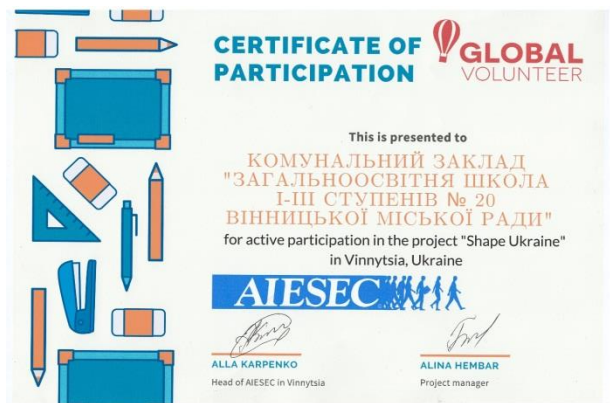 CERTIFICATE OF
PARTICIPATION
GLOBAL
VOLUNTEER
This is presented to
КОМУНАЛЬНИЙ ЗАКЛАД
"ЗАГАЛЬНООСВІТНЯ ШКОЛА
І-ІІІ СТУПЕНІВ № 20
ВІННИЦЬКОЇ МІСЬКОЇ РАДИ"
for active participation in the project "Shape Ukraine"
in Vinnytsia, Ukraine
AIESEC
ALLA KARPENKO
Head of AIESEC in Vinnytsia
ALINA HEMBAR
Project manager